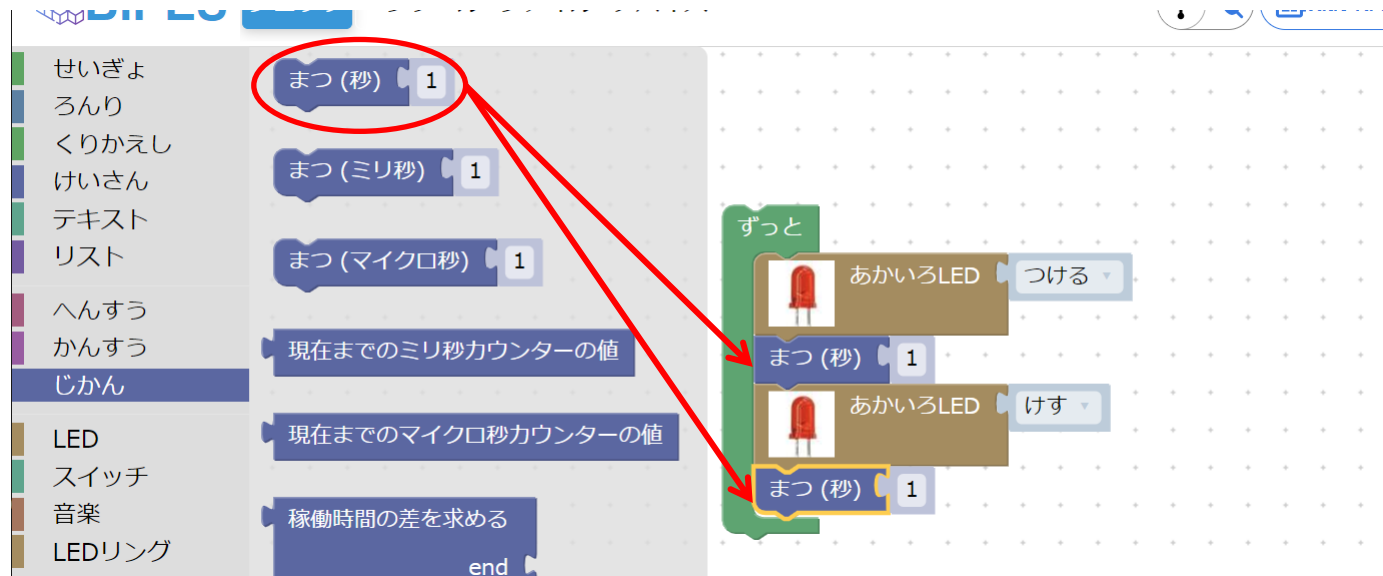 せいぎょ
ろんり
くりかえし
けいさん
テキスト
リスト
へんすう
かんすう
じかん
LED
スイッチ
音楽
LEDリング
まつ (秒) 1
まつ (ミリ秒) 1
まつ (マイクロ秒) 1
現在までのミリ秒カウンターの値
現在までのマイクロ秒カウンターの値
稼働時間の差を求める
end
ずっと
あかいろLED つける
まつ (秒) 1
あかいろLED けす
まつ (秒) 1